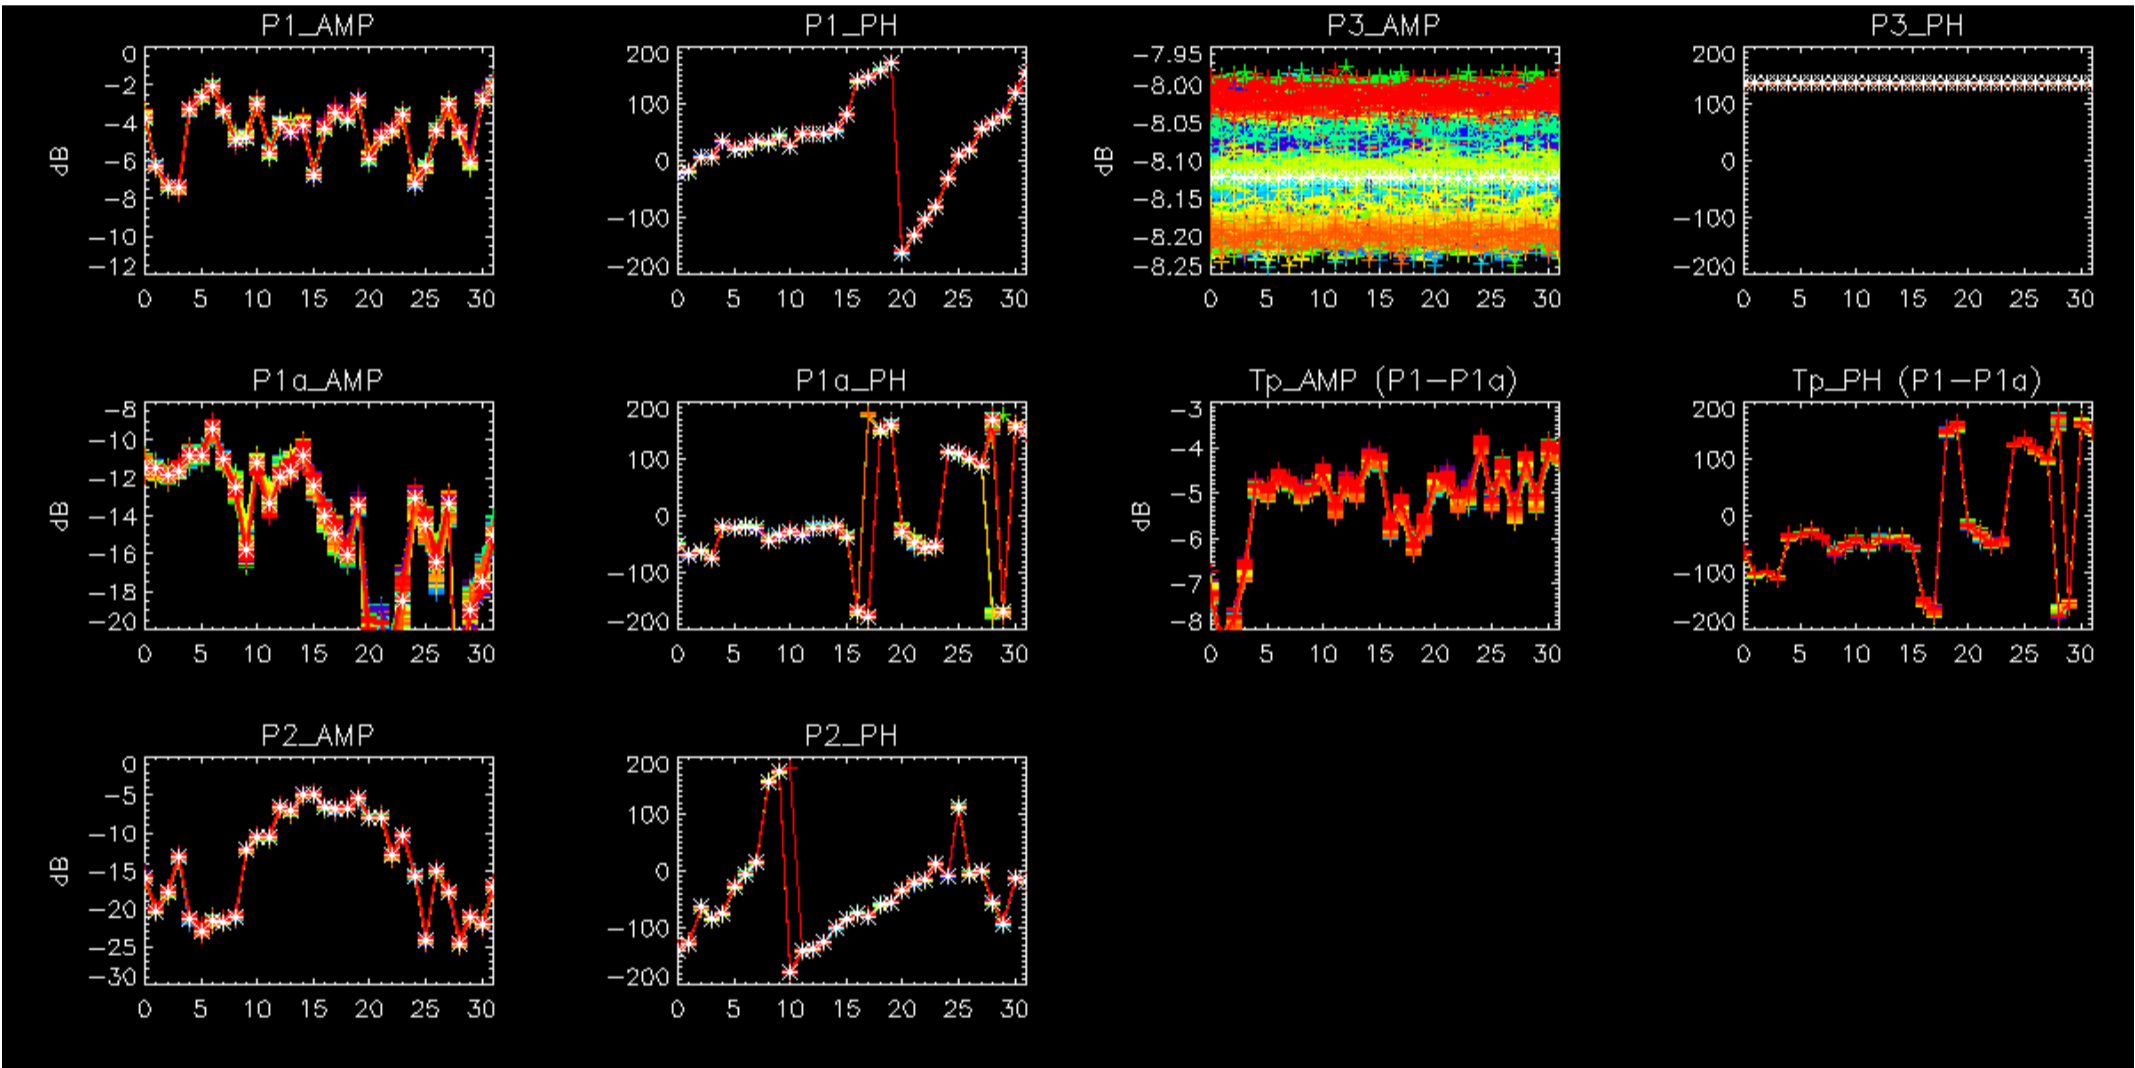 P1_AMP
P1_PH
P3_AMP
P3_PH
0
−2
−4
−6
−8
−10
−12
dB
0 5 10 15 20 25 30
200
100
0
−100
−200
0 5 10 15 20 25 30
−7.95
−8.00
−8.05
−8.10
−8.15
−8.20
−8.25
dB
0 5 10 15 20 25 30
200
100
0
−100
−200
0 5 10 15 20 25 30
P1a_AMP
P1a_PH
Tp_AMP (P1−P1a)
Tp_PH (P1−P1a)
−8
−10
−12
−14
−16
−18
−20
dB
0 5 10 15 20 25 30
200
100
0
−100
−200
0 5 10 15 20 25 30
−3
−4
−5
−6
−7
−8
dB
0 5 10 15 20 25 30
200
100
0
−100
−200
0 5 10 15 20 25 30
P2_AMP
P2_PH
0
−5
−10
−15
−20
−25
−30
dB
0 5 10 15 20 25 30
200
100
0
−100
−200
0 5 10 15 20 25 30